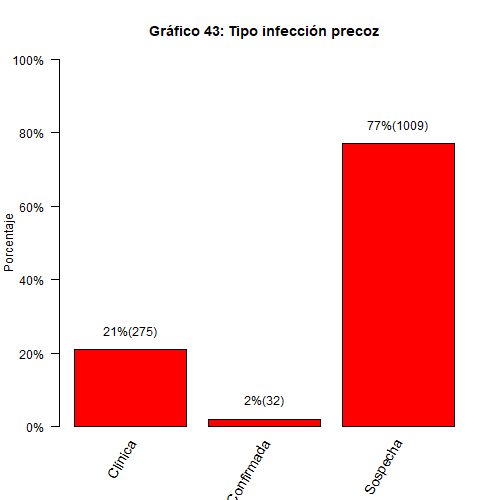 Gráfico 43: Tipo infección precoz
Porcentaje
100%
80%
60%
40%
20%
0%
21%(275)
2%(32)
77%(1009)
Clinica
Confirmada
Sospecha